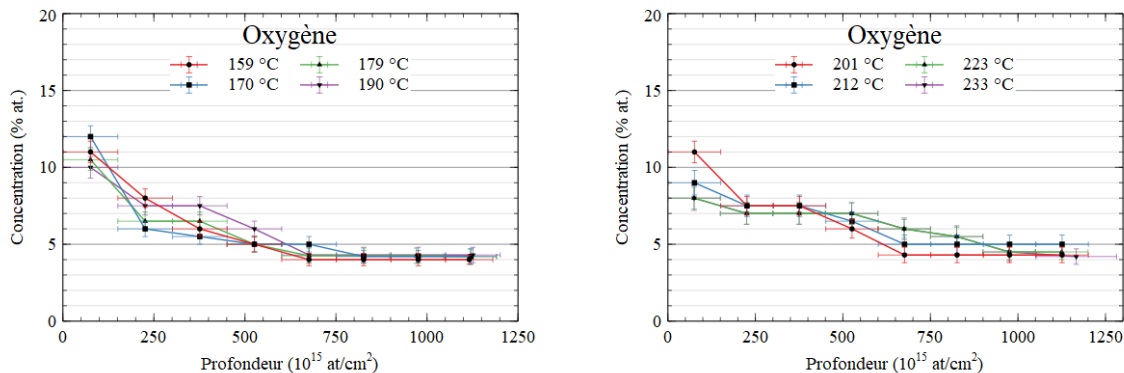 20
15
10
5
0
Concentration (% at.)
Oxygène
159 °C 179 °C
170 °C 190 °C
0 250 500 750 1000 1250
Profondeur (10¹⁵ at/cm²)
20
15
10
5
0
Concentration (% at.)
Oxygène
201 °C 223 °C
212 °C 233 °C
0 250 500 750 1000 1250
Profondeur (10¹⁵ at/cm²)